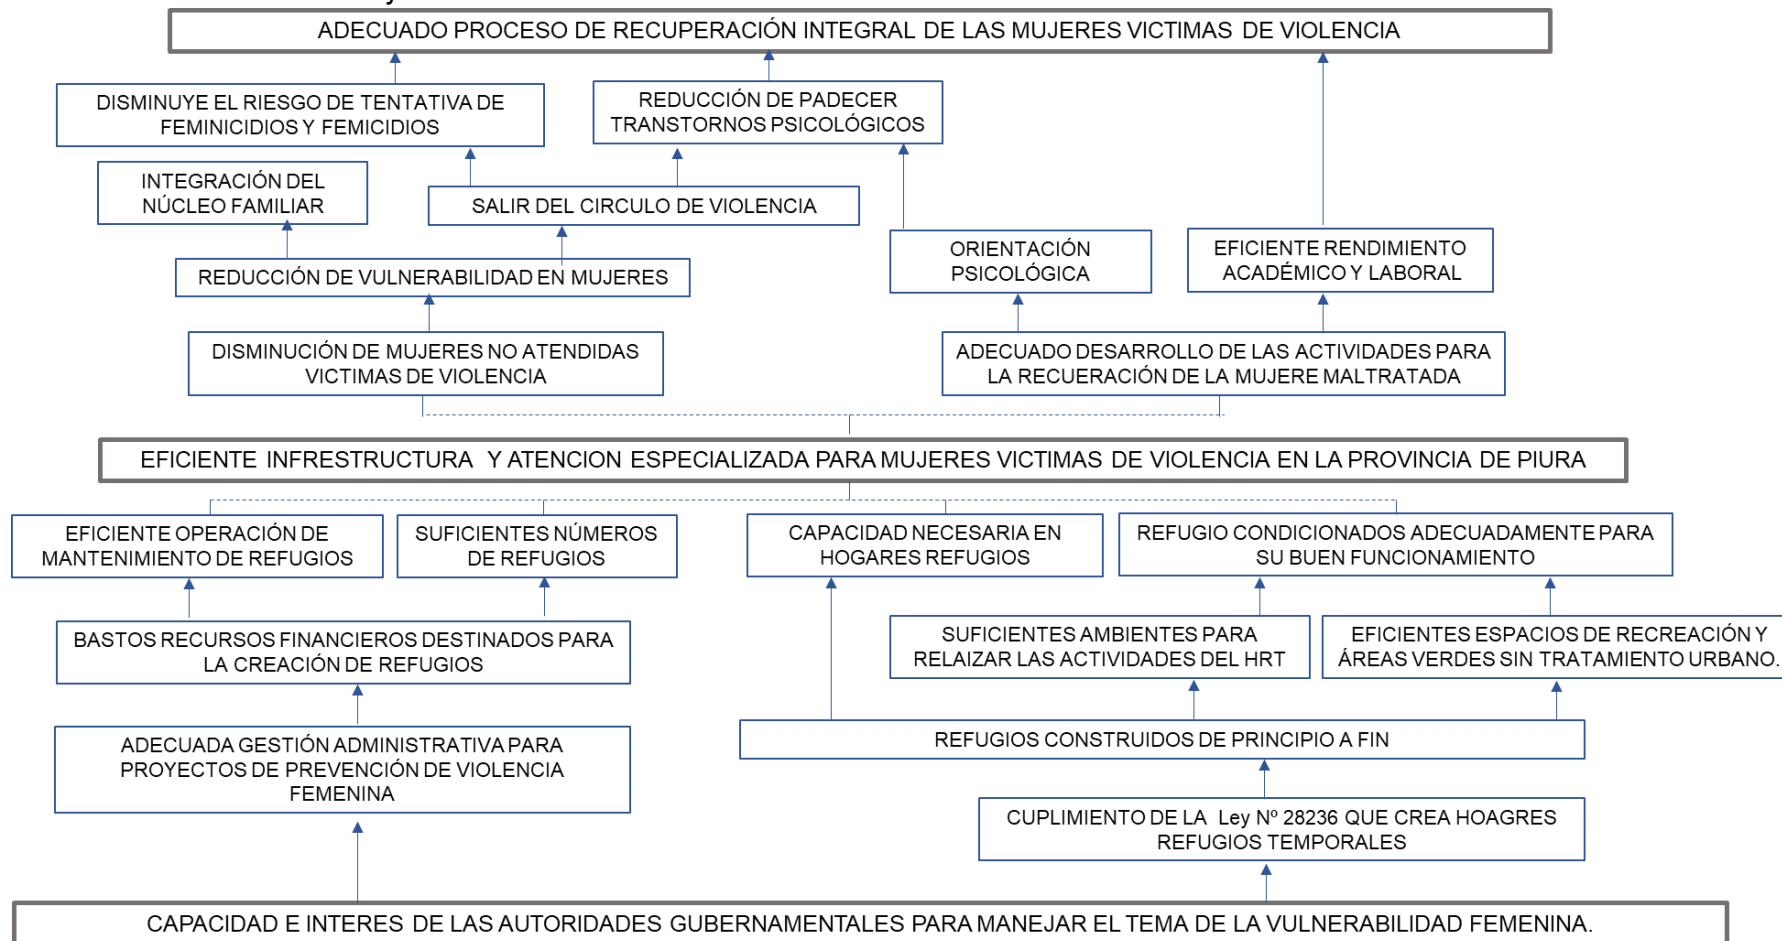 ADECUADO PROCESO DE RECUPERACIÓN INTEGRAL DE LAS MUJERES VICTIMAS DE VIOLENCIA
DISMINUYE EL RIESGO DE TENTATIVA DE
FEMINICIDIOS Y FEMICIDIOS
REDUCCIÓN DE PADECER
TRANSTORNOS PSICOLÓGICOS
INTEGRACIÓN DEL
NÚCLEO FAMILIAR
SALIR DEL CIRCULO DE VIOLENCIA
ORIENTACIÓN
PSICOLÓGICA
EFICIENTE RENDIMIENTO
ACADÉMICO Y LABORAL
REDUCCIÓN DE VULNERABILIDAD EN MUJERES
DISMINUCIÓN DE MUJERES NO ATENDIDAS
VICTIMAS DE VIOLENCIA
ADECUADO DESARROLLO DE LAS ACTIVIDADES PARA
LA RECUERACIÓN DE LA MUJERE MALTRATADA
EFICIENTE INFRESTRUCTURA Y ATENCION ESPECIALIZADA PARA MUJERES VICTIMAS DE VIOLENCIA EN LA PROVINCIA DE PIURA
EFICIENTE OPERACIÓN DE
MANTENIMIENTO DE REFUGIOS
SUFICIENTES NÚMEROS
DE REFUGIOS
CAPACIDAD NECESARIA EN
HOGARES REFUGIOS
REFUGIO CONDICIONADOS ADECUADAMENTE PARA
SU BUEN FUNCIONAMIENTO
BASTOS RECURSOS FINANCIEROS DESTINADOS PARA
LA CREACIÓN DE REFUGIOS
SUFICIENTES AMBIENTES PARA
RELAIZAR LAS ACTIVIDADES DEL HRT
EFICIENTES ESPACIOS DE RECREACIÓN Y
ÁREAS VERDES SIN TRATAMIENTO URBANO.
ADECUADA GESTIÓN ADMINISTRATIVA PARA
PROYECTOS DE PREVENCIÓN DE VIOLENCIA
FEMENINA
REFUGIOS CONSTRUIDOS DE PRINCIPIO A FIN
CUPLIMIENTO DE LA Ley Nº 28236 QUE CREA HOAGRES
REFUGIOS TEMPORALES
CAPACIDAD E INTERES DE LAS AUTORIDADES GUBERNAMENTALES PARA MANEJAR EL TEMA DE LA VULNERABILIDAD FEMENINA.